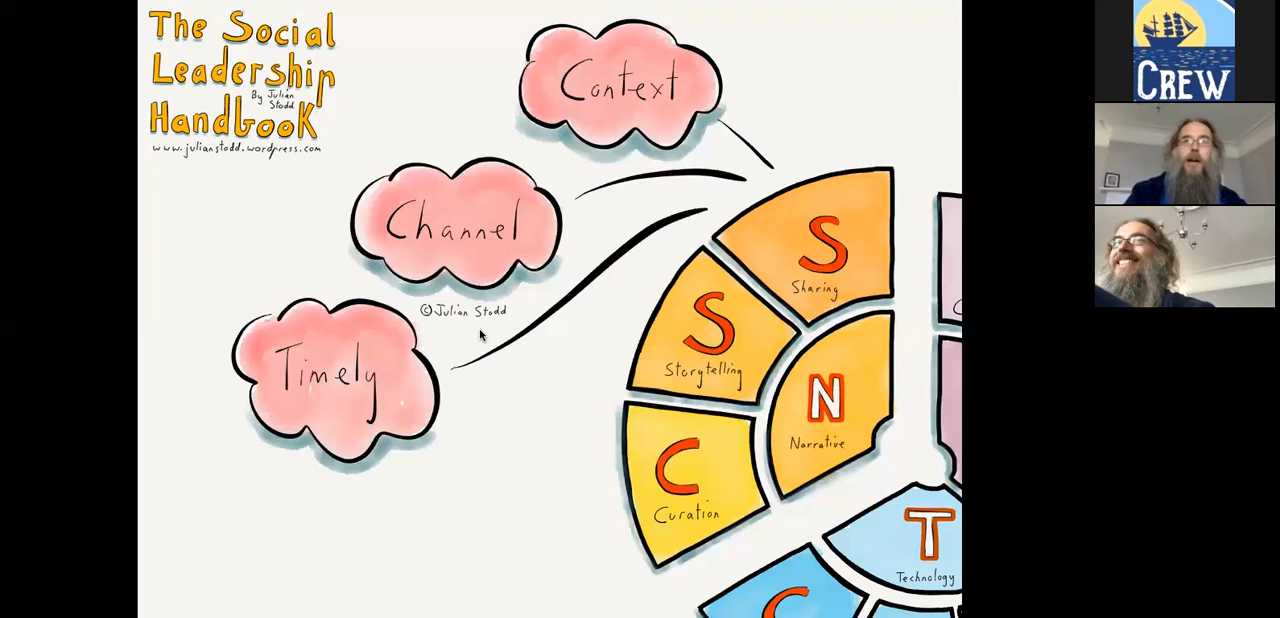 The Social
Leadership
By Julian
Stodd
Handbook
www.julianstodd.wordpress.com
Context
Channel
©Julian Stodd
Timely
S
Sharing
S
Storytelling
N
Narrative
C
Curation
T
Technology
C
CREW